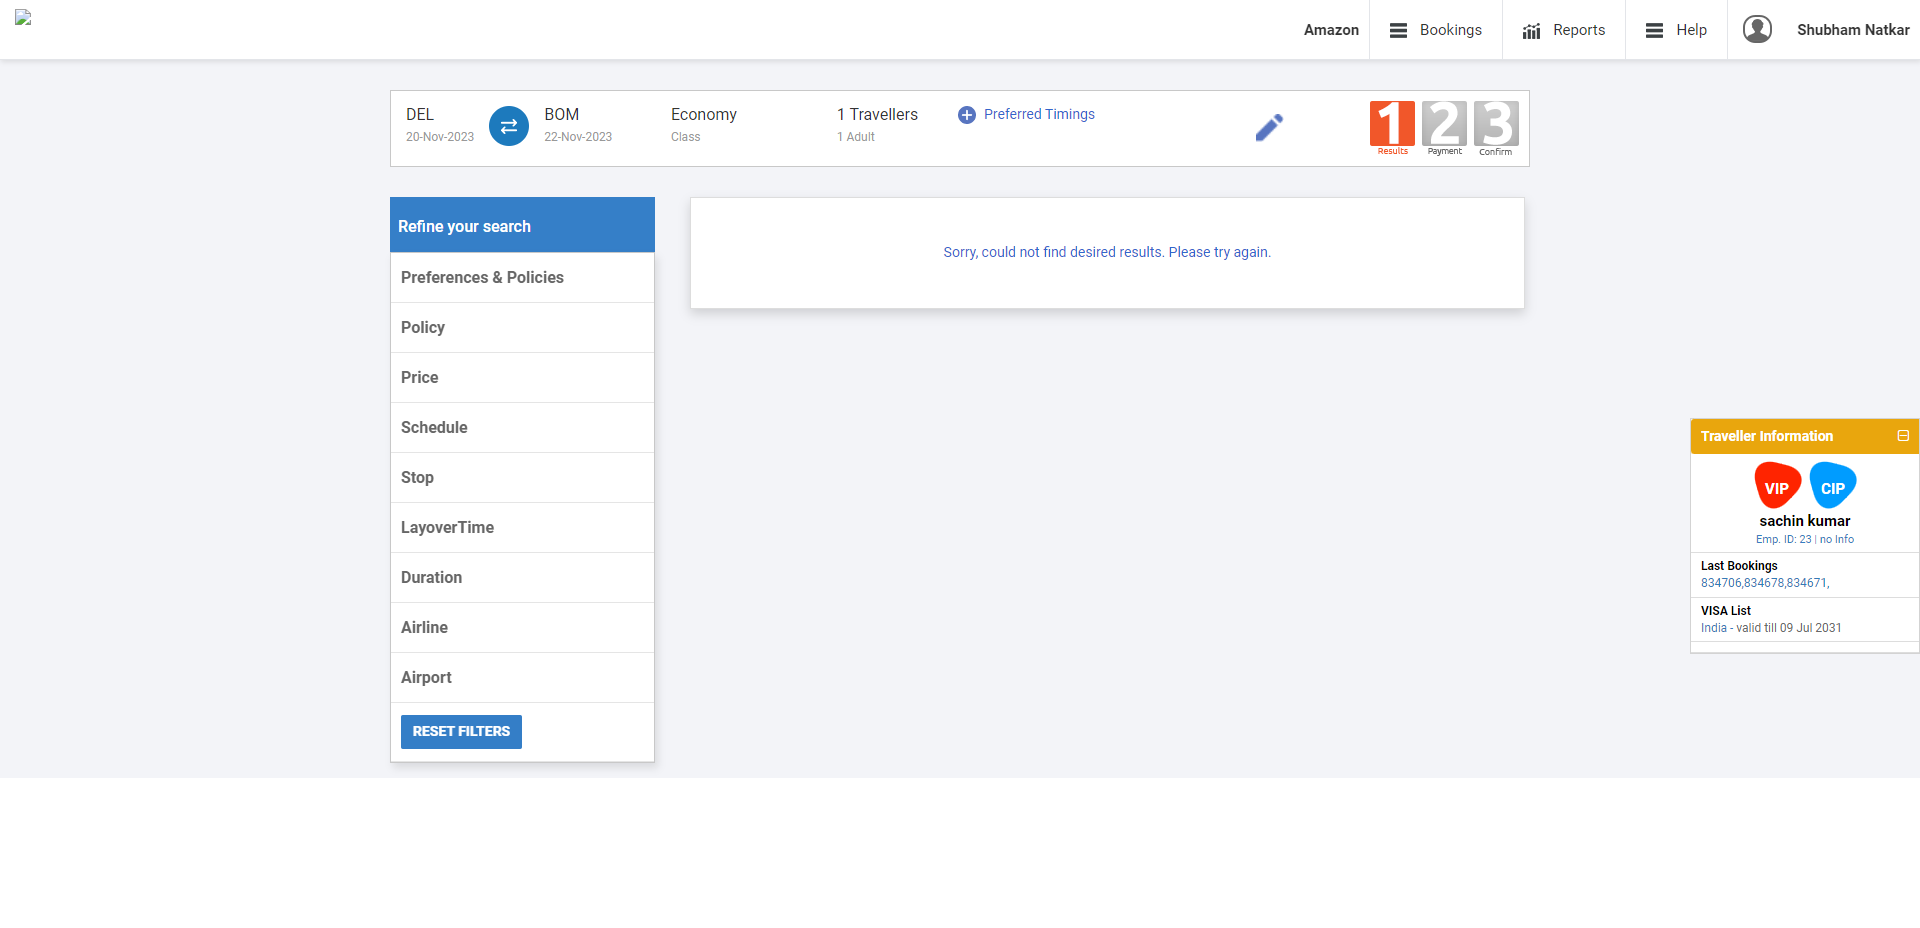 Amazon
Bookings
Reports
Help
Shubham Natkar
DEL
20-Nov-2023
BOM
22-Nov-2023
Economy
Class
1 Travellers
1 Adult
Preferred Timings
1
Results
2
Payment
3
Confirm
Refine your search
Preferences & Policies
Policy
Price
Schedule
Stop
LayoverTime
Duration
Airline
Airport
RESET FILTERS
Sorry, could not find desired results. Please try again.
Traveller Information
VIP CIP
sachin kumar
Emp. ID: 23 | no Info
Last Bookings
834706,834678,834671,
VISA List
India - valid till 09 Jul 2031